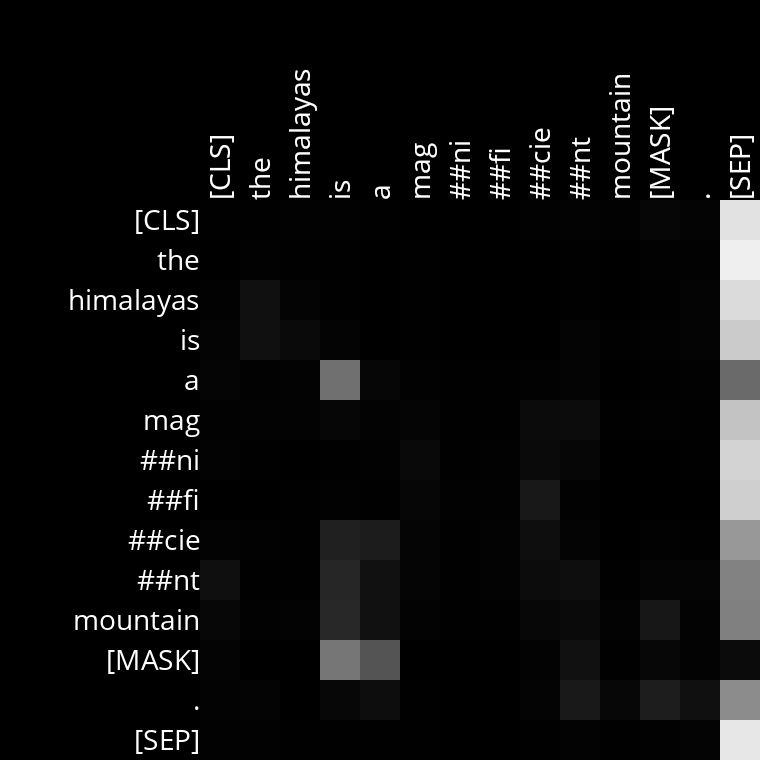 [CLS]
the
himalayas
is
a
mag
##ni
##fi
##cie
##nt
mountain
[MASK]
.
[SEP]
[CLS]
the
himalayas
is
a
mag
##ni
##fi
##cie
##nt
mountain
[MASK]
.
[SEP]